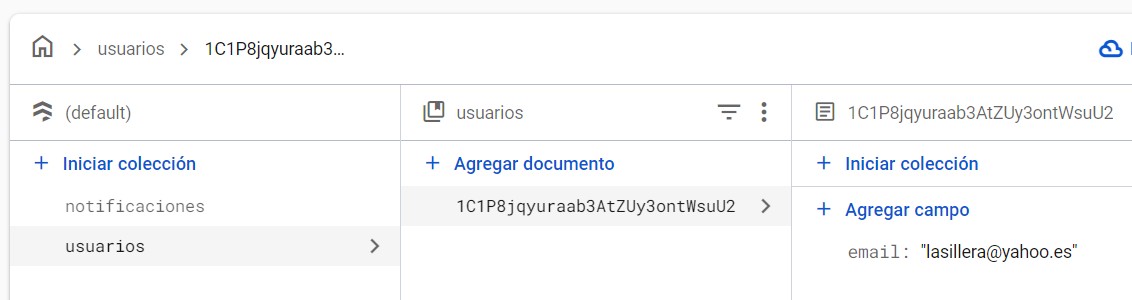 usuarios > 1C1P8jqyuraab3...
(default)
+ Iniciar colección
notificaciones
usuarios
usuarios
+ Agregar documento
1C1P8jqyuraab3AtZUy3ontWsuU2
1C1P8jqyuraab3AtZUy3ontWsuU2
+ Iniciar colección
+ Agregar campo
email: "lasillera@yahoo.es"